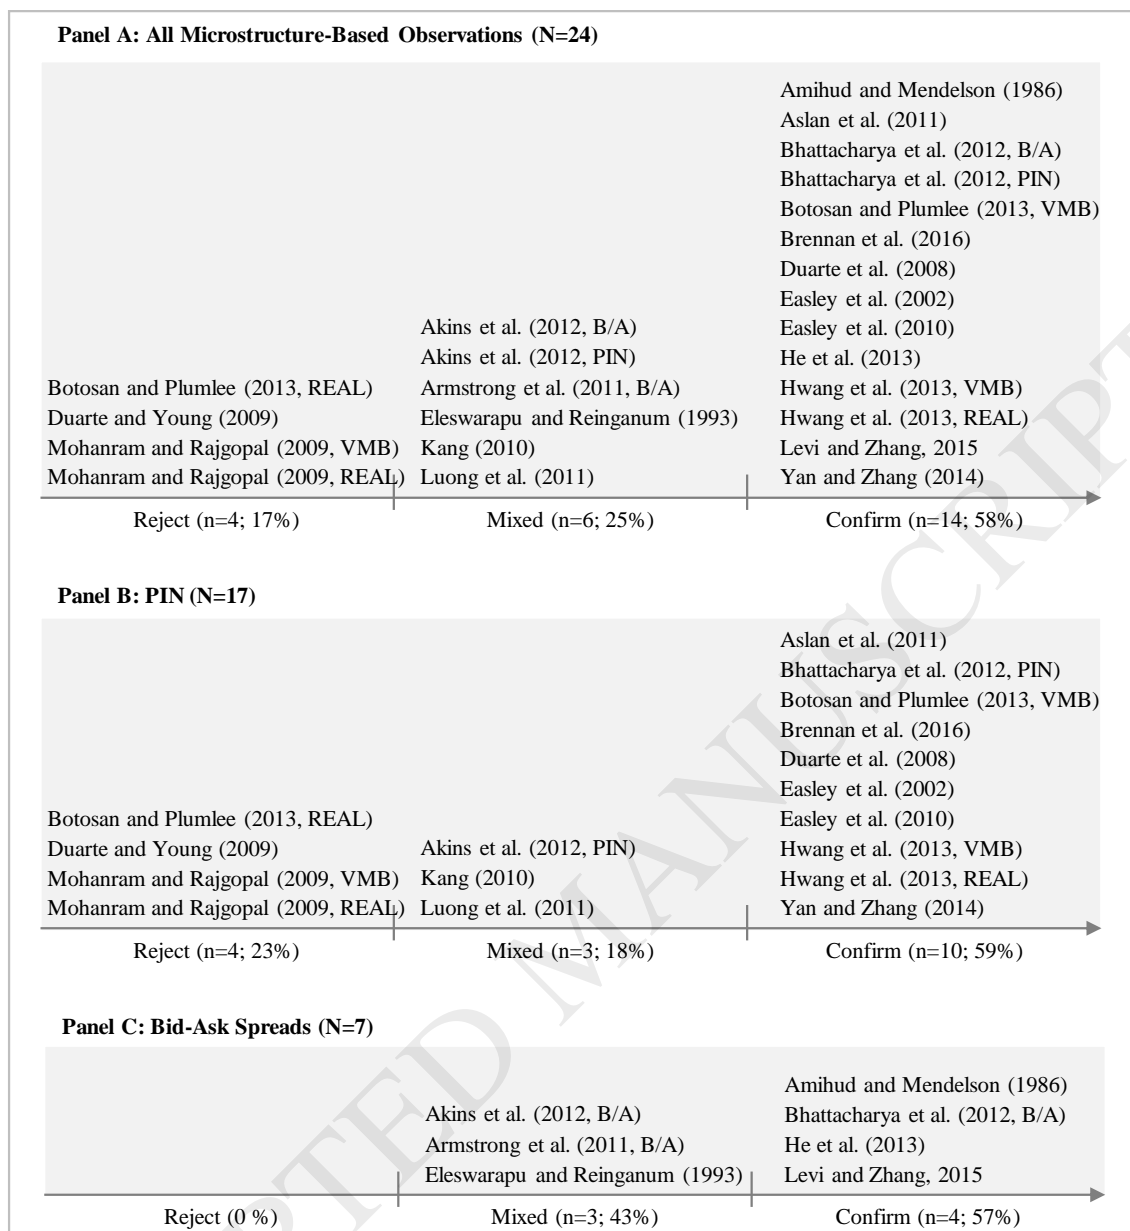 Panel A: All Microstructure-Based Observations (N=24)
Amihud and Mendelson (1986)
Aslan et al. (2011)
Bhattacharya et al. (2012, B/A)
Bhattacharya et al. (2012, PIN)
Botosan and Plumlee (2013, VMB)
Brennan et al. (2016)
Duarte et al. (2008)
Easley et al. (2002)
Akins et al. (2012, B/A) Easley et al. (2010)
Akins et al. (2012, PIN) He et al. (2013)
Botosan and Plumlee (2013, REAL) Armstrong et al. (2011, B/A) Hwang et al. (2013, VMB)
Duarte and Young (2009) Eleswarapu and Reinganum (1993) Hwang et al. (2013, REAL)
Mohanram and Rajgopal (2009, VMB) Kang (2010) Levi and Zhang, 2015
Mohanram and Rajgopal (2009, REAL) Luong et al. (2011) Yan and Zhang (2014)
Reject (n=4; 17%) Mixed (n=6; 25%) Confirm (n=14; 58%)
Panel B: PIN (N=17)
Aslan et al. (2011)
Bhattacharya et al. (2012, PIN)
Botosan and Plumlee (2013, VMB)
Brennan et al. (2016)
Duarte et al. (2008)
Easley et al. (2002)
Botosan and Plumlee (2013, REAL) Easley et al. (2010)
Duarte and Young (2009) Akins et al. (2012, PIN) Hwang et al. (2013, VMB)
Mohanram and Rajgopal (2009, VMB) Kang (2010) Hwang et al. (2013, REAL)
Mohanram and Rajgopal (2009, REAL) Luong et al. (2011) Yan and Zhang (2014)
Reject (n=4; 23%) Mixed (n=3; 18%) Confirm (n=10; 59%)
Panel C: Bid-Ask Spreads (N=7)
Amihud and Mendelson (1986)
Akins et al. (2012, B/A) Bhattacharya et al. (2012, B/A)
Armstrong et al. (2011, B/A) He et al. (2013)
Eleswarapu and Reinganum (1993) Levi and Zhang, 2015
Reject (0 %) Mixed (n=3; 43%) Confirm (n=4; 57%)
PTED MANUSCRIPT